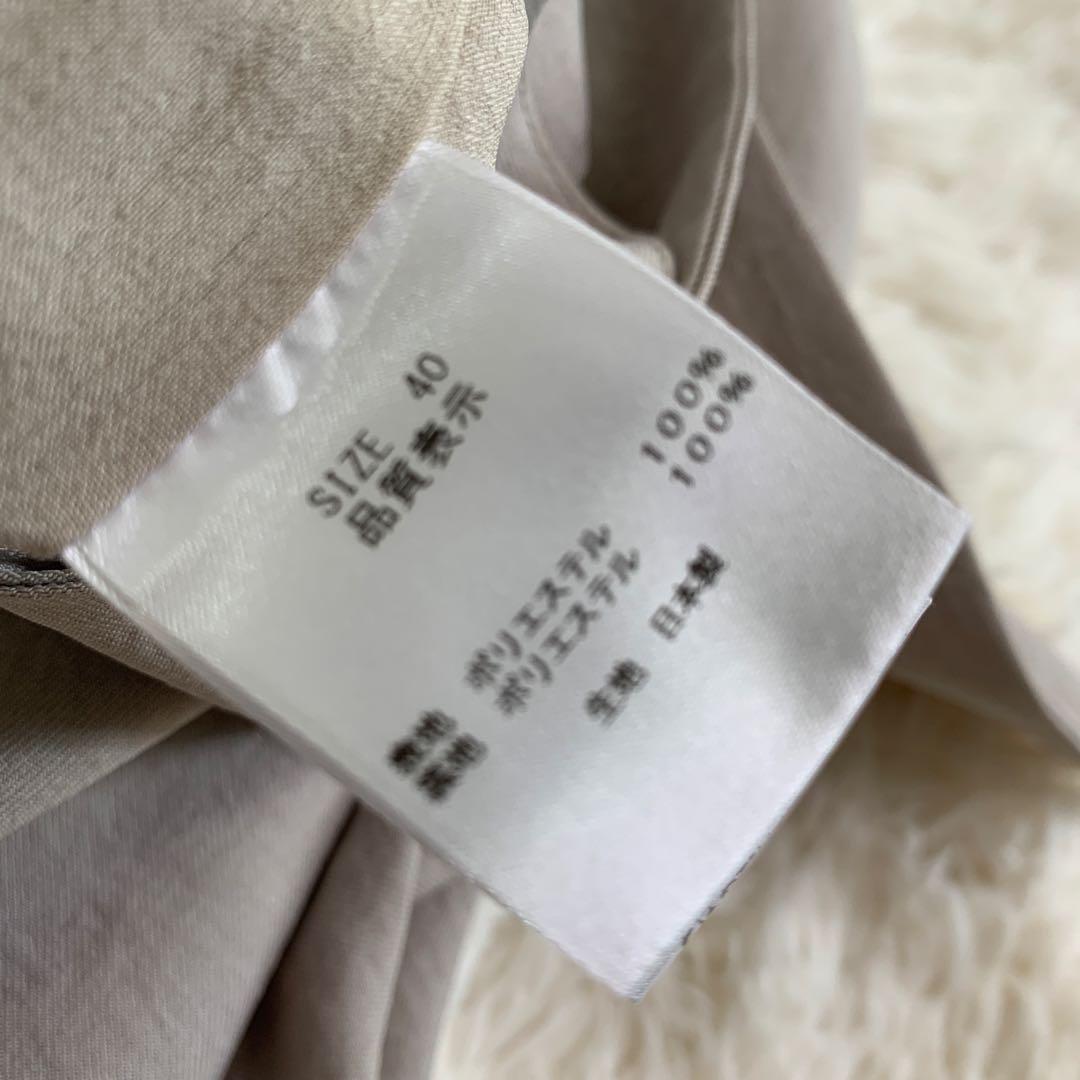 SIZE 40
品質表示
表地 ポリエステル 100%
裏地 ポリエステル 100%
生地 日本製